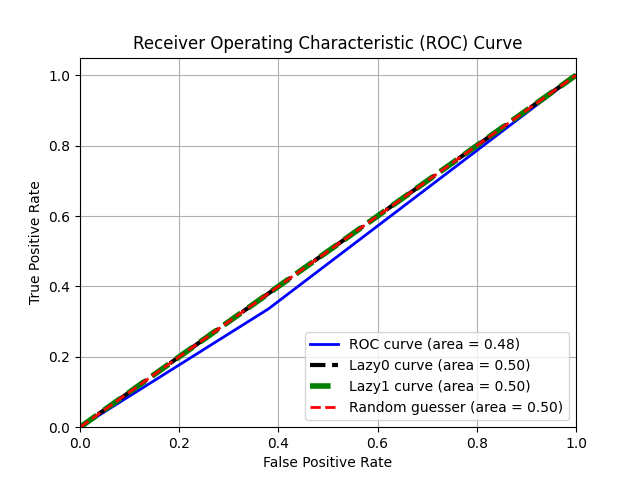 Receiver Operating Characteristic (ROC) Curve
1.0
0.8
0.6
0.4
0.2
0.0
True Positive Rate
ROC curve (area = 0.48)
Lazy0 curve (area = 0.50)
Lazy1 curve (area = 0.50)
Random guesser (area = 0.50)
0.0 0.2 0.4 0.6 0.8 1.0
False Positive Rate